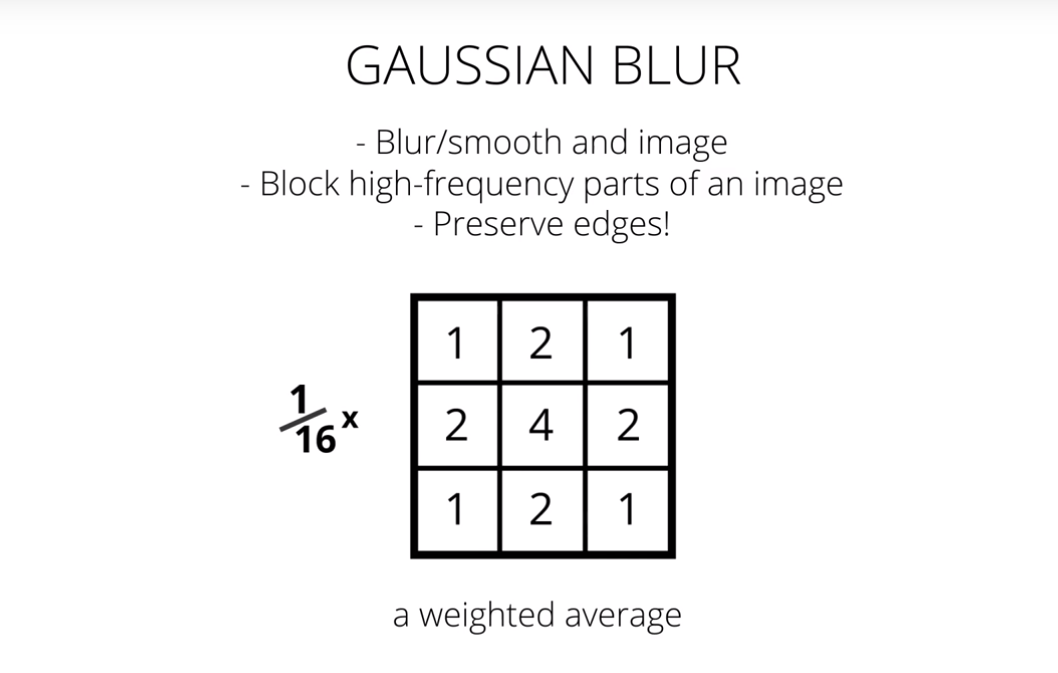 GAUSSIAN BLUR
- Blur/smooth and image
- Block high-frequency parts of an image
- Preserve edges!
1 2 1
1/16 x 2 4 2
1 2 1
a weighted average